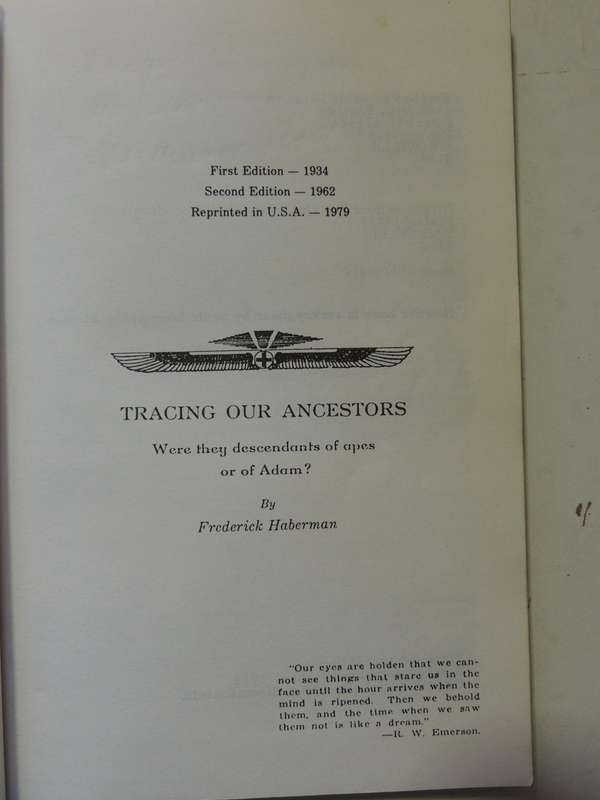 First Edition — 1934
Second Edition — 1962
Reprinted in U.S.A. — 1979
TRACING OUR ANCESTORS
Were they descendants of apes
or of Adam?
By
Frederick Haberman
"Our eyes are holden that we can-
not see things that stare us in the
face until the hour arrives when the
mind is ripened. Then we behold
them, and the time when we saw
them not is like a dream."
—R. W. Emerson.